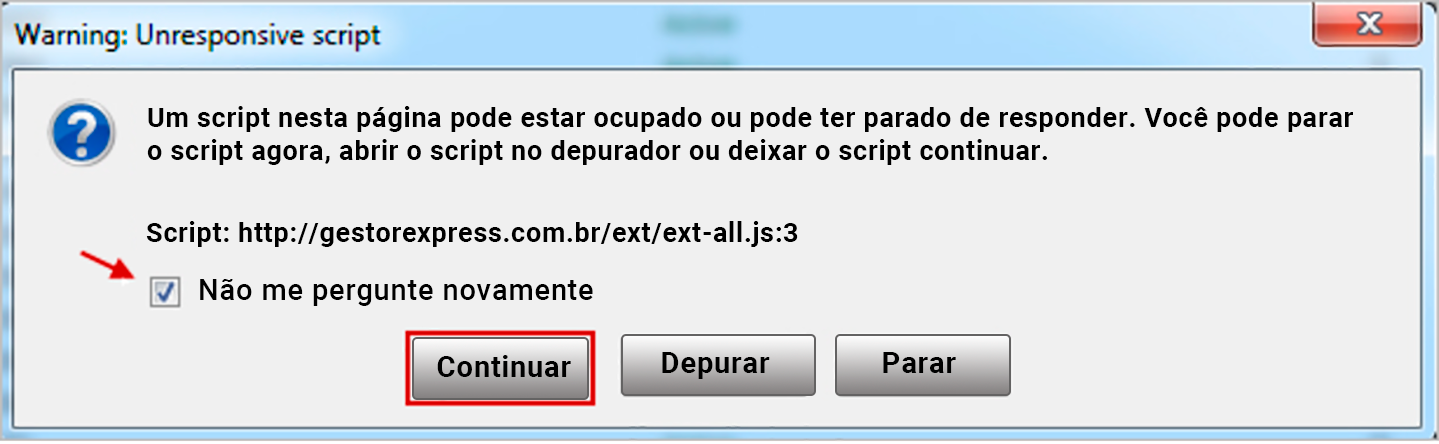 Warning: Unresponsive script
Um script nesta página pode estar ocupado ou pode ter parado de responder. Você pode parar
o script agora, abrir o script no depurador ou deixar o script continuar.
Script: http://gestorexpress.com.br/ext/ext-all.js:3
Não me pergunte novamente
Continuar
Depurar
Parar